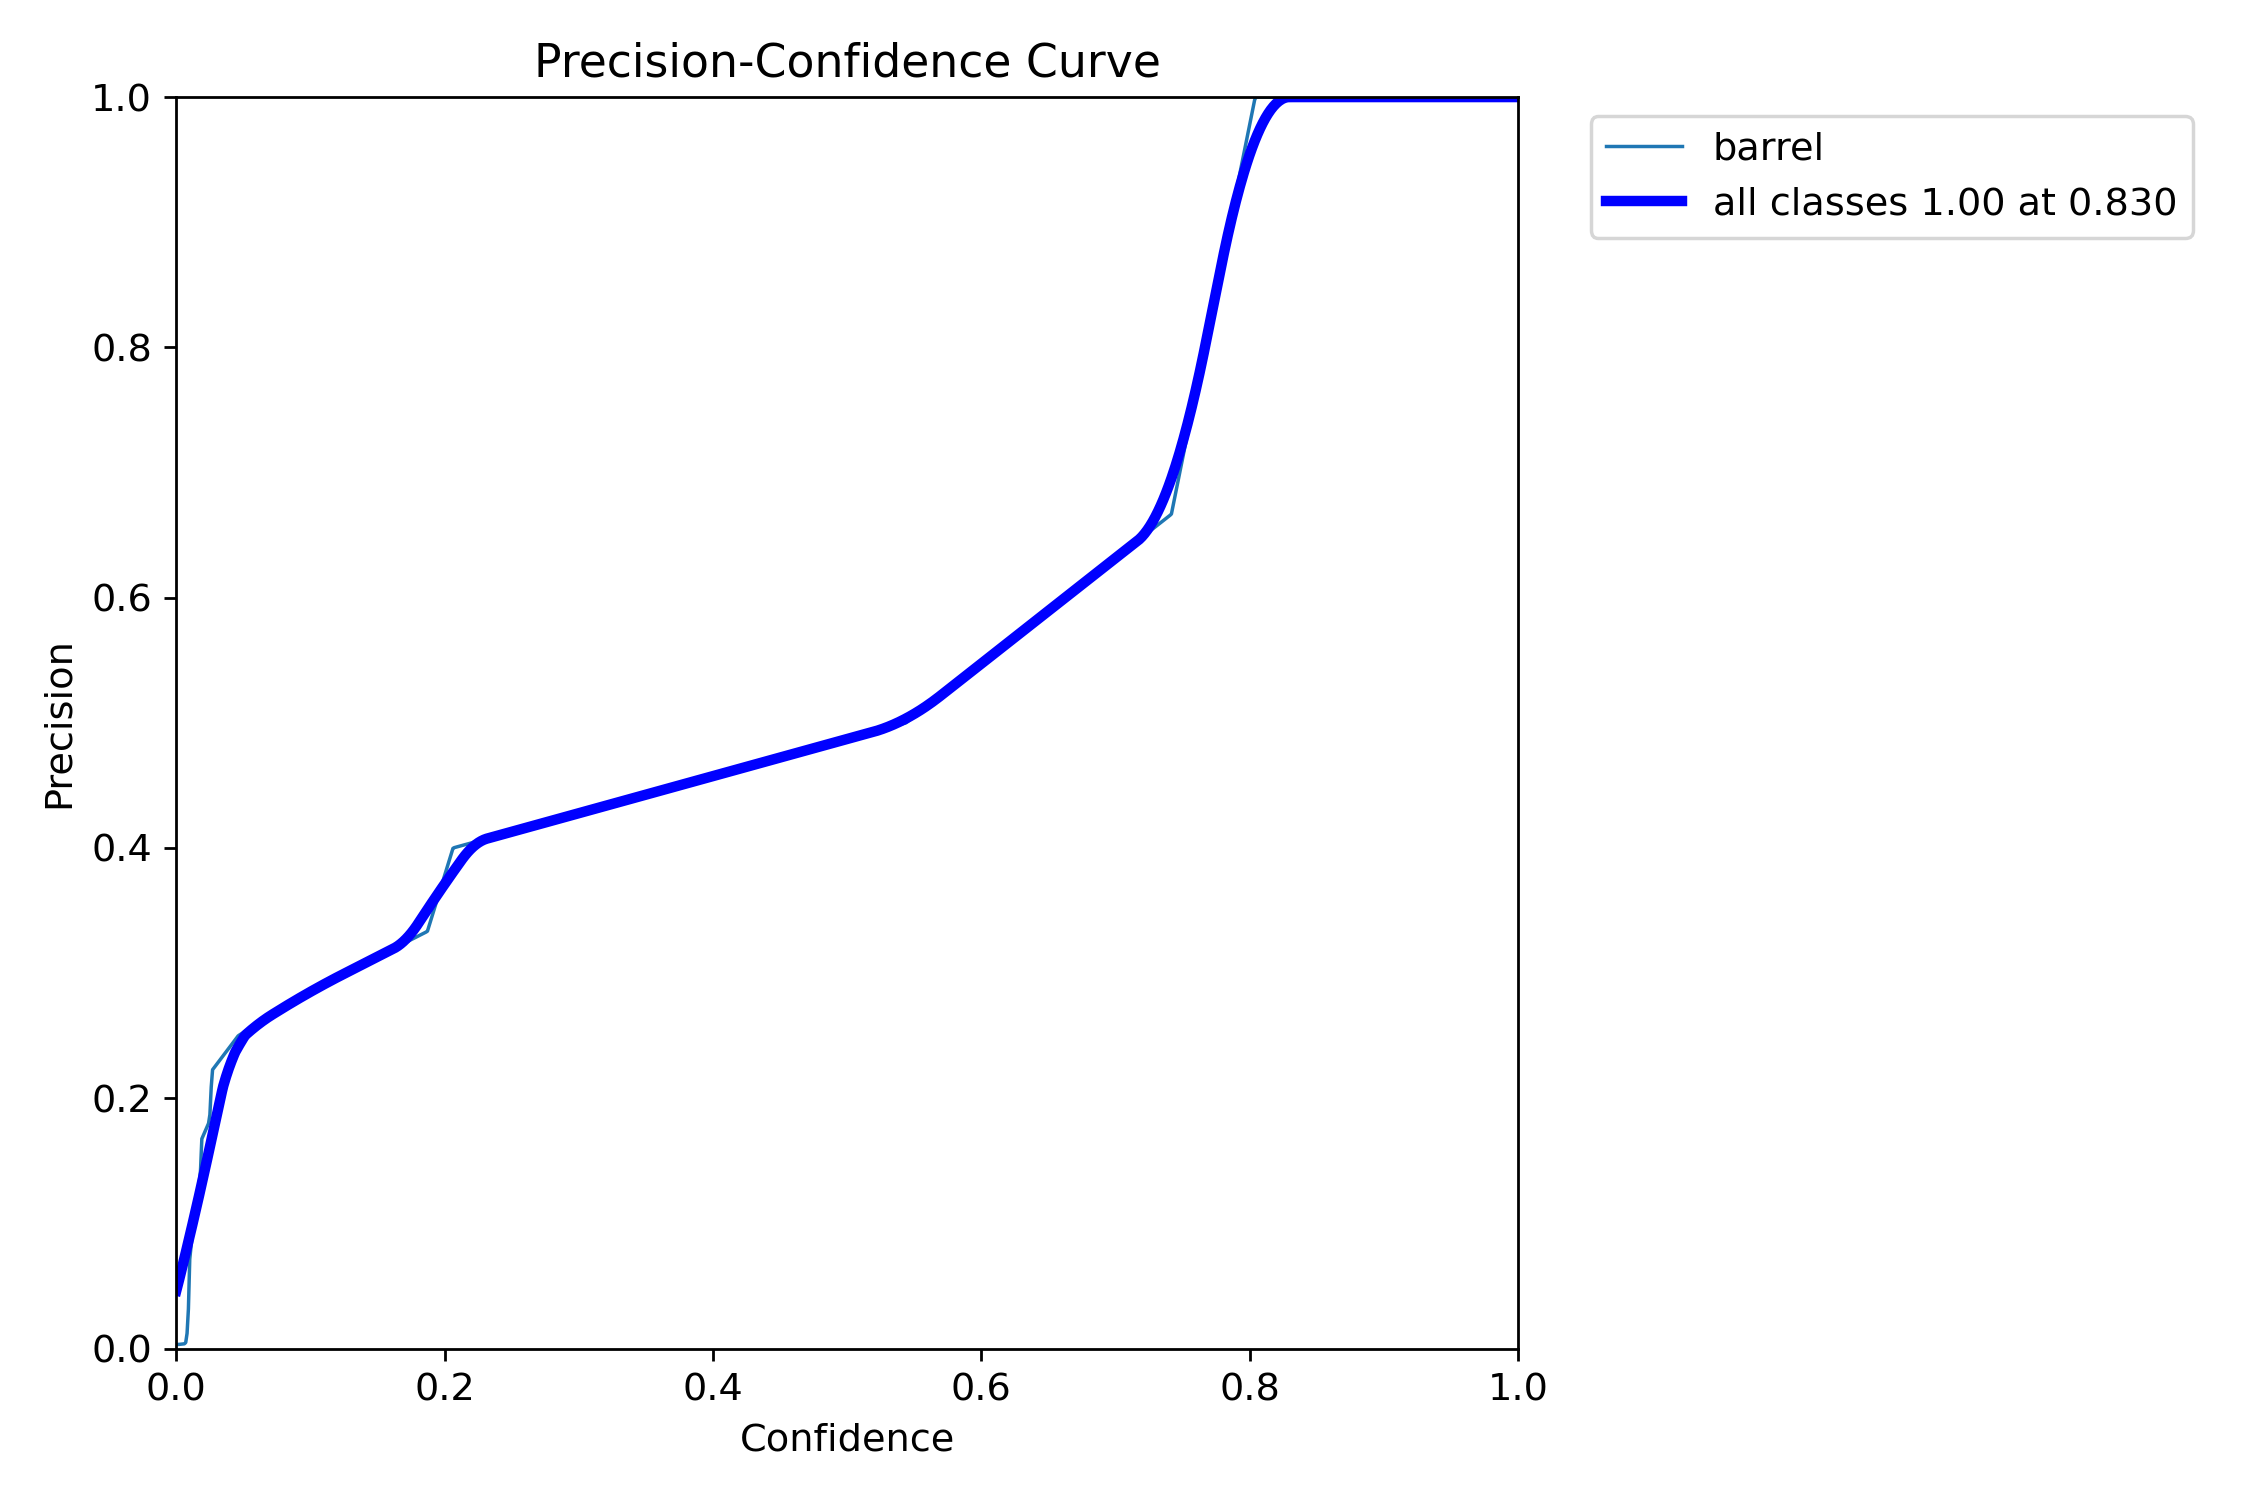 Precision-Confidence Curve
1.0
0.8
0.6
0.4
0.2
0.0
Precision
0.0 0.2 0.4 0.6 0.8 1.0
Confidence
barrel
all classes 1.00 at 0.830